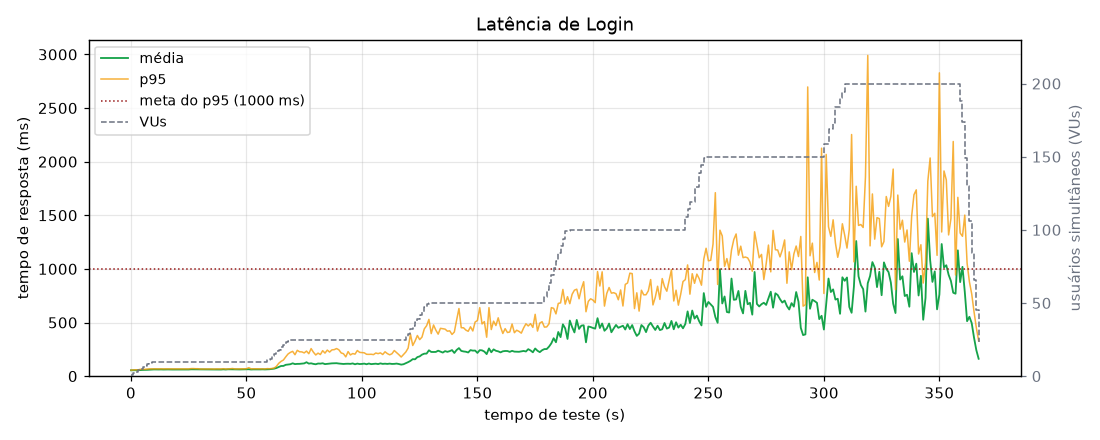 Latência de Login
média
p95
meta do p95 (1000 ms)
VUs
tempo de resposta (ms)
3000
2500
2000
1500
1000
500
0
usuários simultâneos (VUs)
200
150
100
50
0
0 50 100 150 200 250 300 350
tempo de teste (s)